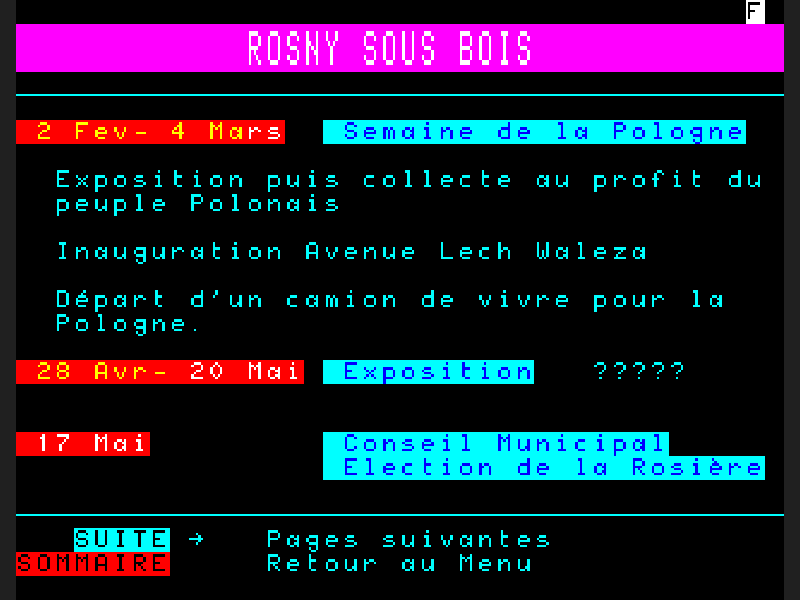 F
ROSNY SOUS BOIS
2 Fev- 4 Mars Semaine de la Pologne
Exposition puis collecte au profit du
peuple Polonais
Inauguration Avenue Lech Waleza
Départ d'un camion de vivre pour la
Pologne.
28 Avr- 20 Mai Exposition ?????
17 Mai Conseil Municipal
Election de la Rosière
SUITE → Pages suivantes
SOMMAIRE Retour au Menu